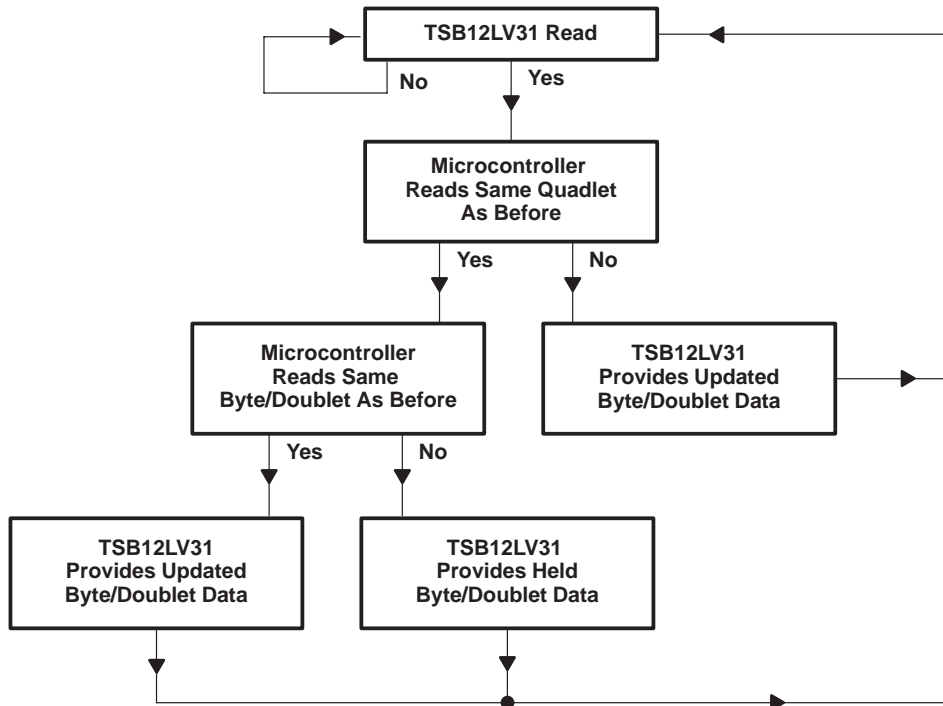 TSB12LV31 Read
No
Yes
Microcontroller
Reads Same Quadlet
As Before
Yes
No
Microcontroller
Reads Same
Byte/Doublet As Before
TSB12LV31
Provides Updated
Byte/Doublet Data
Yes
No
TSB12LV31
Provides Updated
Byte/Doublet Data
TSB12LV31
Provides Held
Byte/Doublet Data